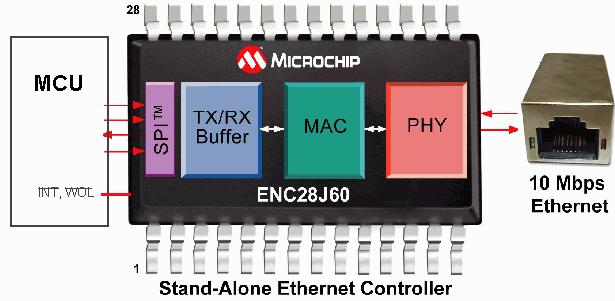 28
MICROCHIP
MCU
SPI™
TX/RX
Buffer
MAC
PHY
INT, WOL
ENC28J60
10 Mbps
Ethernet
1
Stand-Alone Ethernet Controller